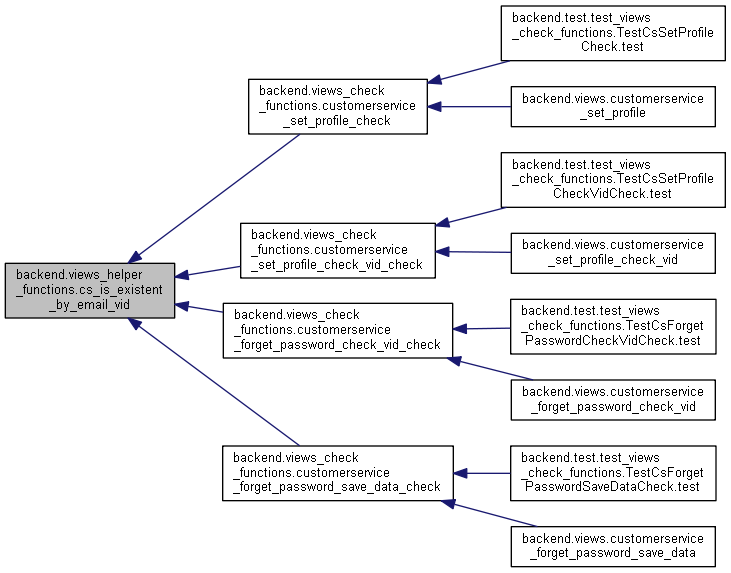 backend.views_helper
_functions.cs_is_existent
_by_email_vid
backend.views_check
_functions.customerservice
_set_profile_check
backend.test.test_views
_check_functions.TestCsSetProfile
Check.test
backend.views.customerservice
_set_profile
backend.views_check
_functions.customerservice
_set_profile_check_vid_check
backend.test.test_views
_check_functions.TestCsSetProfile
CheckVidCheck.test
backend.views.customerservice
_set_profile_check_vid
backend.views_check
_functions.customerservice
_forget_password_check_vid_check
backend.test.test_views
_check_functions.TestCsForget
PasswordCheckVidCheck.test
backend.views.customerservice
_forget_password_check_vid
backend.views_check
_functions.customerservice
_forget_password_save_data_check
backend.test.test_views
_check_functions.TestCsForget
PasswordSaveDataCheck.test
backend.views.customerservice
_forget_password_save_data